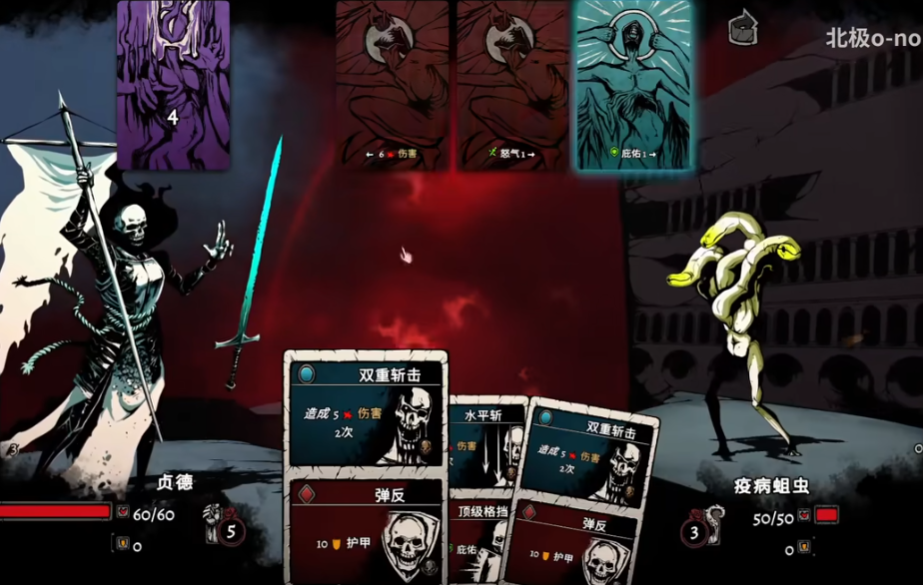 北极o-no
4
← 6 伤害
怒气1→
庇佑1→
双重斩击
造成 5 伤害
2次
弹反
10 护甲
水平斩
伤害
顶级格挡
庇佑
双重斩击
造成 5 伤害
2次
弹反
10 护甲
3
贞德
60/60
0
5
疫病蛆虫
50/50
0
3
0